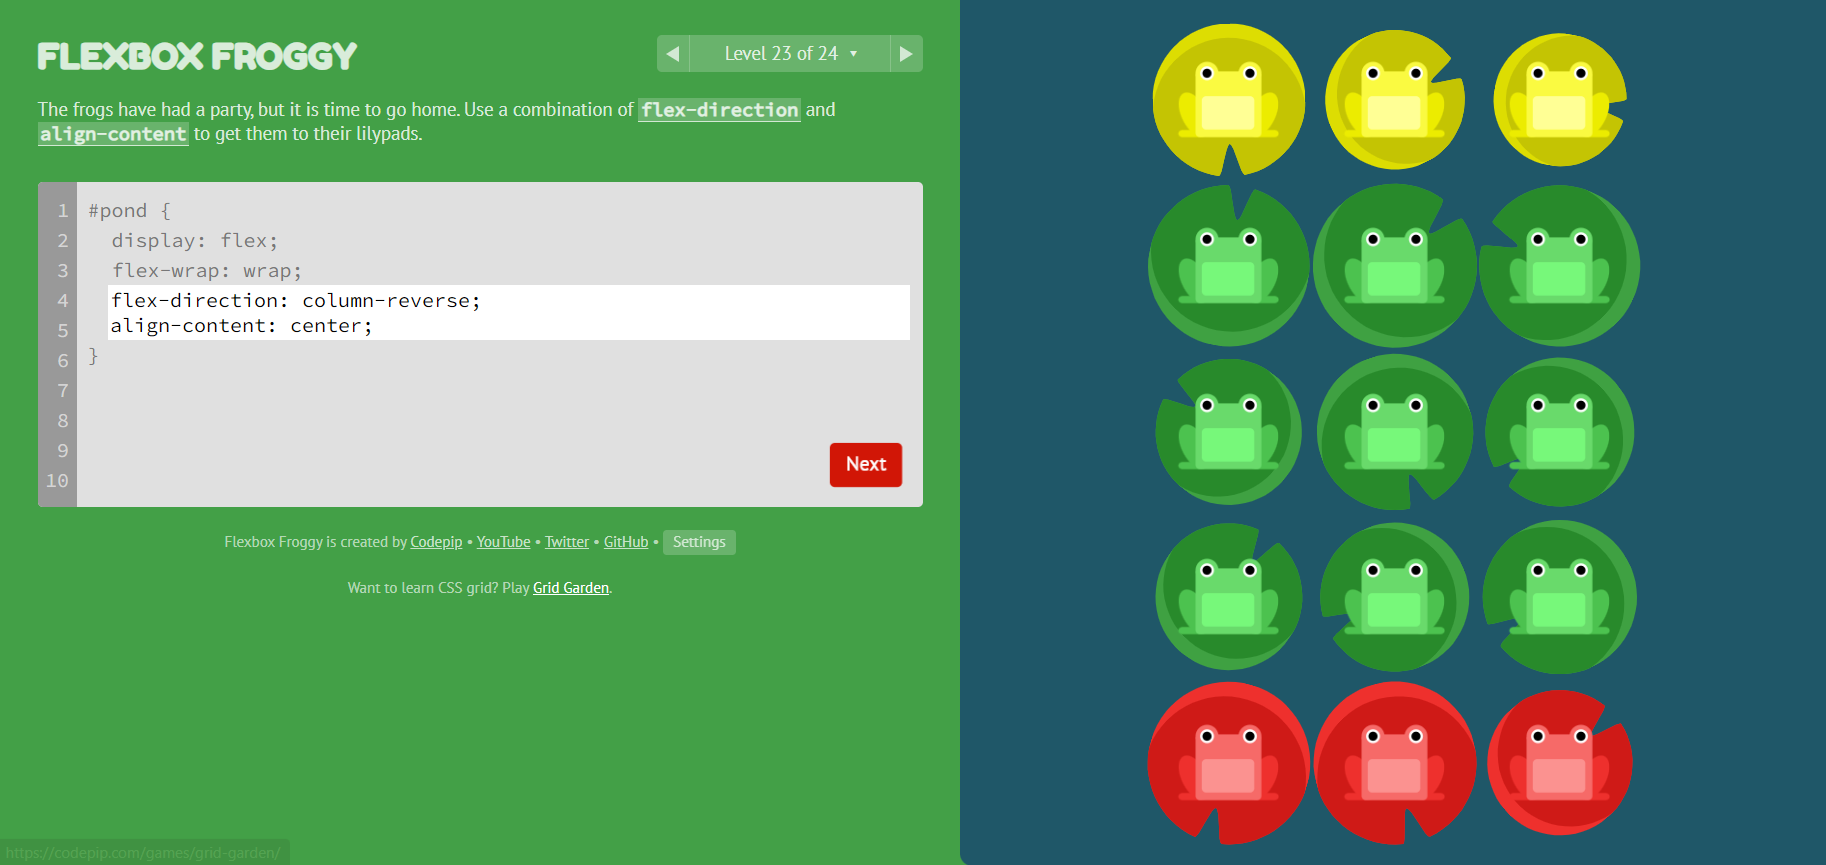 FLEXBOX FROGGY
◀ Level 23 of 24 ▾ ▶
The frogs have had a party, but it is time to go home. Use a combination of flex-direction and
align-content to get them to their lilypads.
1 #pond {
2 display: flex;
3 flex-wrap: wrap;
4 flex-direction: column-reverse;
5 align-content: center;
6 }
7
8
9
10
Next
Flexbox Froggy is created by Codepip • YouTube • Twitter • GitHub • Settings
Want to learn CSS grid? Play Grid Garden.
https://codepip.com/games/grid-garden/